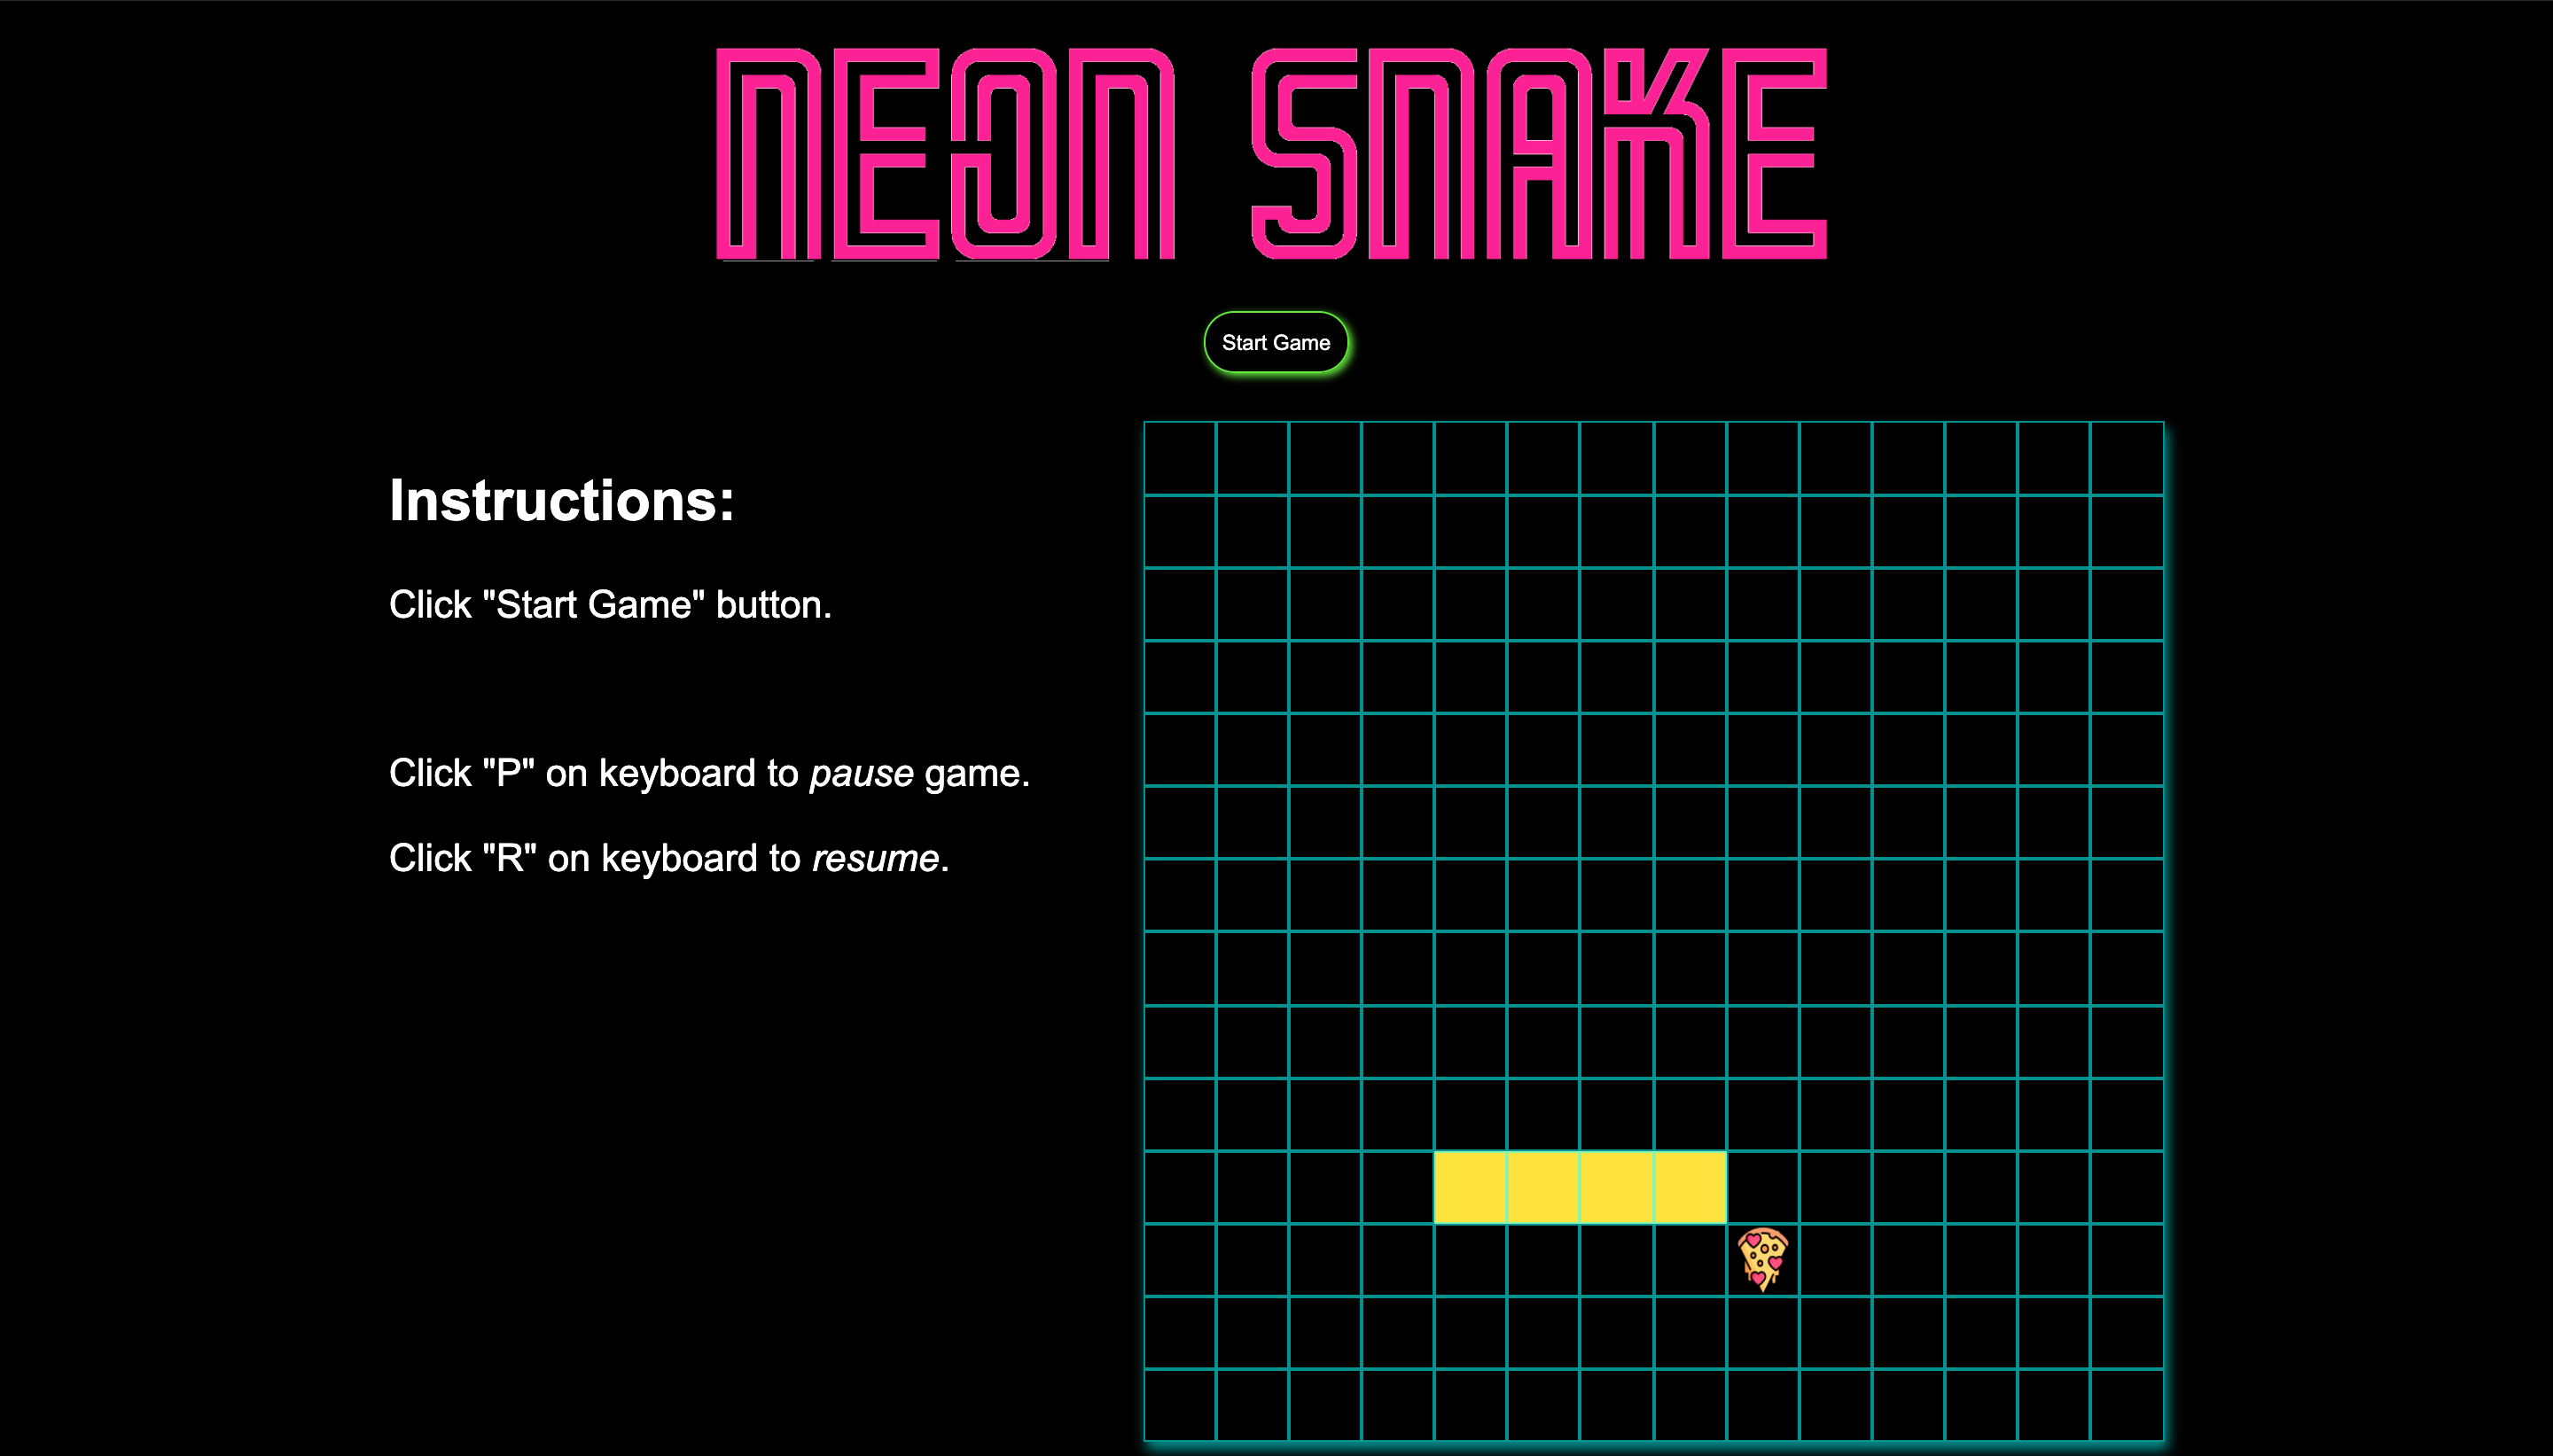 NEON SNAKE
Start Game
Instructions:
Click "Start Game" button.
Click "P" on keyboard to pause game.
Click "R" on keyboard to resume.